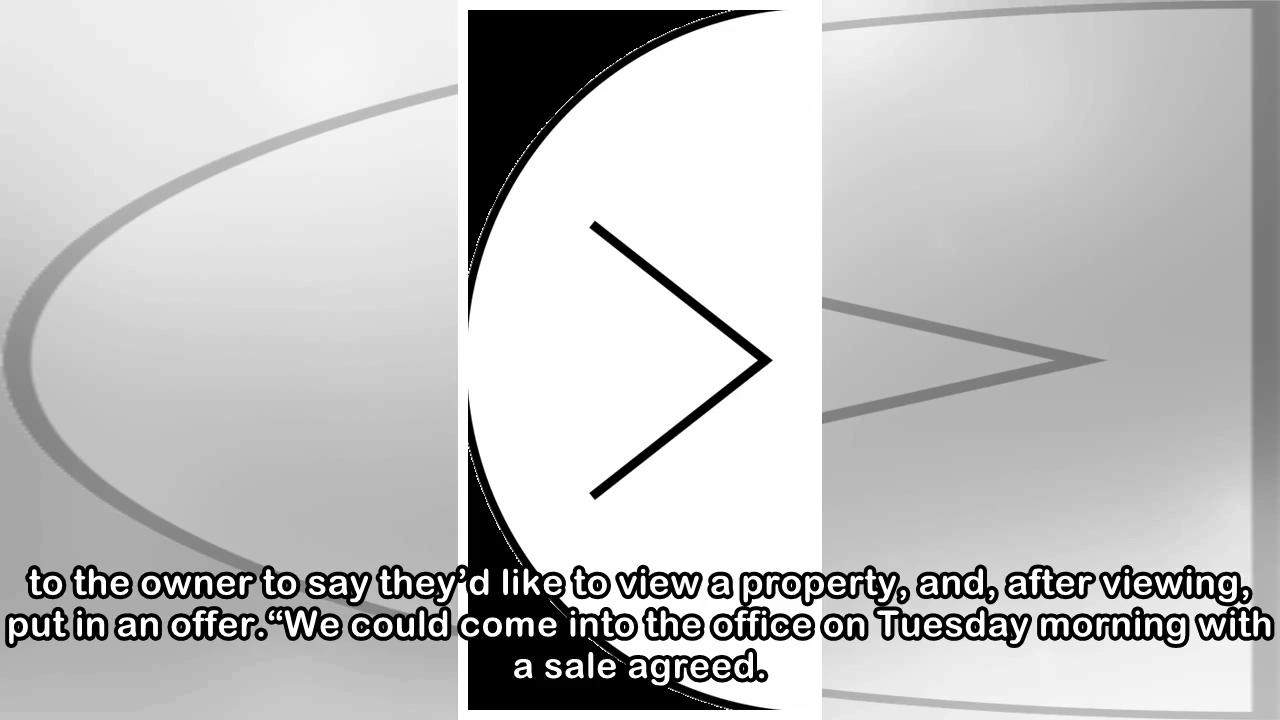 to the owner to say they’d like to view a property, and, after viewing,
put in an offer.“We could come into the office on Tuesday morning with
a sale agreed.